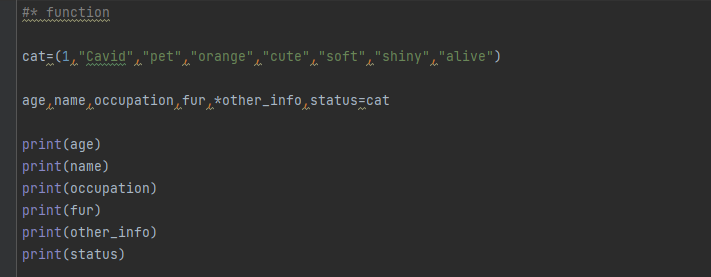 #* function
cat=(1,"Cavid","pet","orange","cute","soft","shiny","alive")
age,name,occupation,fur,*other_info,status=cat
print(age)
print(name)
print(occupation)
print(fur)
print(other_info)
print(status)